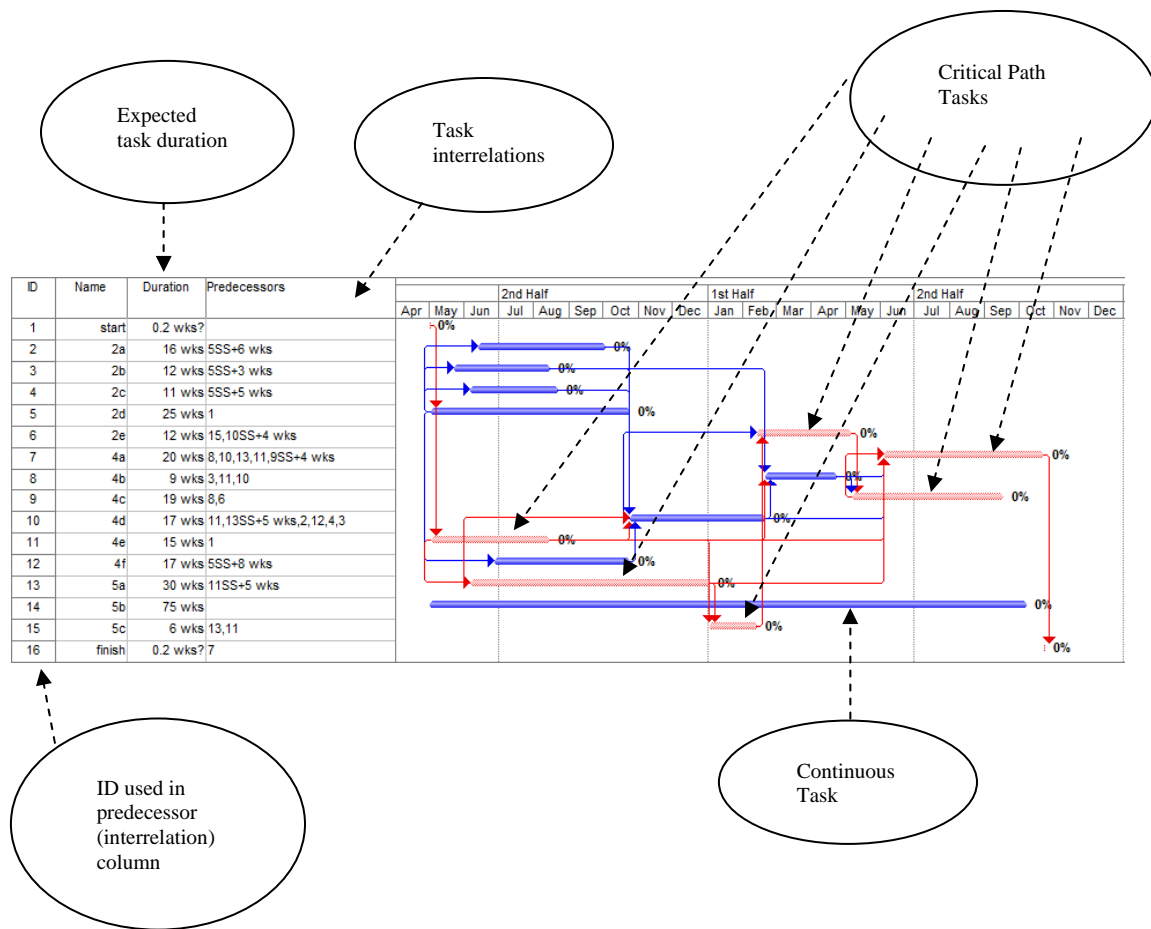 Expected
task duration
Task
interrelations
Critical Path
Tasks
ID Name Duration Predecessors
2nd Half 1st Half 2nd Half
Apr May Jun Jul Aug Sep Oct Nov Dec Jan Feb Mar Apr May Jun Jul Aug Sep Oct Nov Dec
1 start 0.2 wks? 0%
2 2a 16 wks 5SS+6 wks 0%
3 2b 12 wks 5SS+3 wks 0%
4 2c 11 wks 5SS+5 wks 0%
5 2d 25 wks 1 0%
6 2e 12 wks 15,10SS+4 wks 0%
7 4a 20 wks 8,10,13,11,9SS+4 wks 0%
8 4b 9 wks 3,11,10 0%
9 4c 19 wks 8,6 0%
10 4d 17 wks 11,13SS+5 wks,2,12,4,3 0%
11 4e 15 wks 1 0%
12 4f 17 wks 5SS+8 wks 0%
13 5a 30 wks 11SS+5 wks 0%
14 5b 75 wks 0%
15 5c 6 wks 13,11 0%
16 finish 0.2 wks? 7 0%
ID used in
predecessor
(interrelation)
column
Continuous
Task